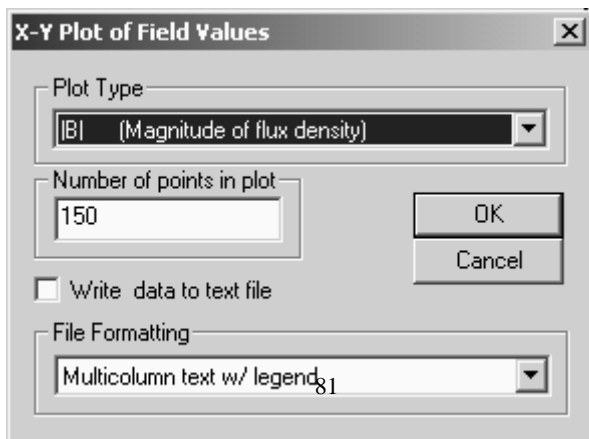 X-Y Plot of Field Values
Plot Type
|B| (Magnitude of flux density)
Number of points in plot
150
OK
Cancel
Write data to text file
File Formatting
Multicolumn text w/ legend
81